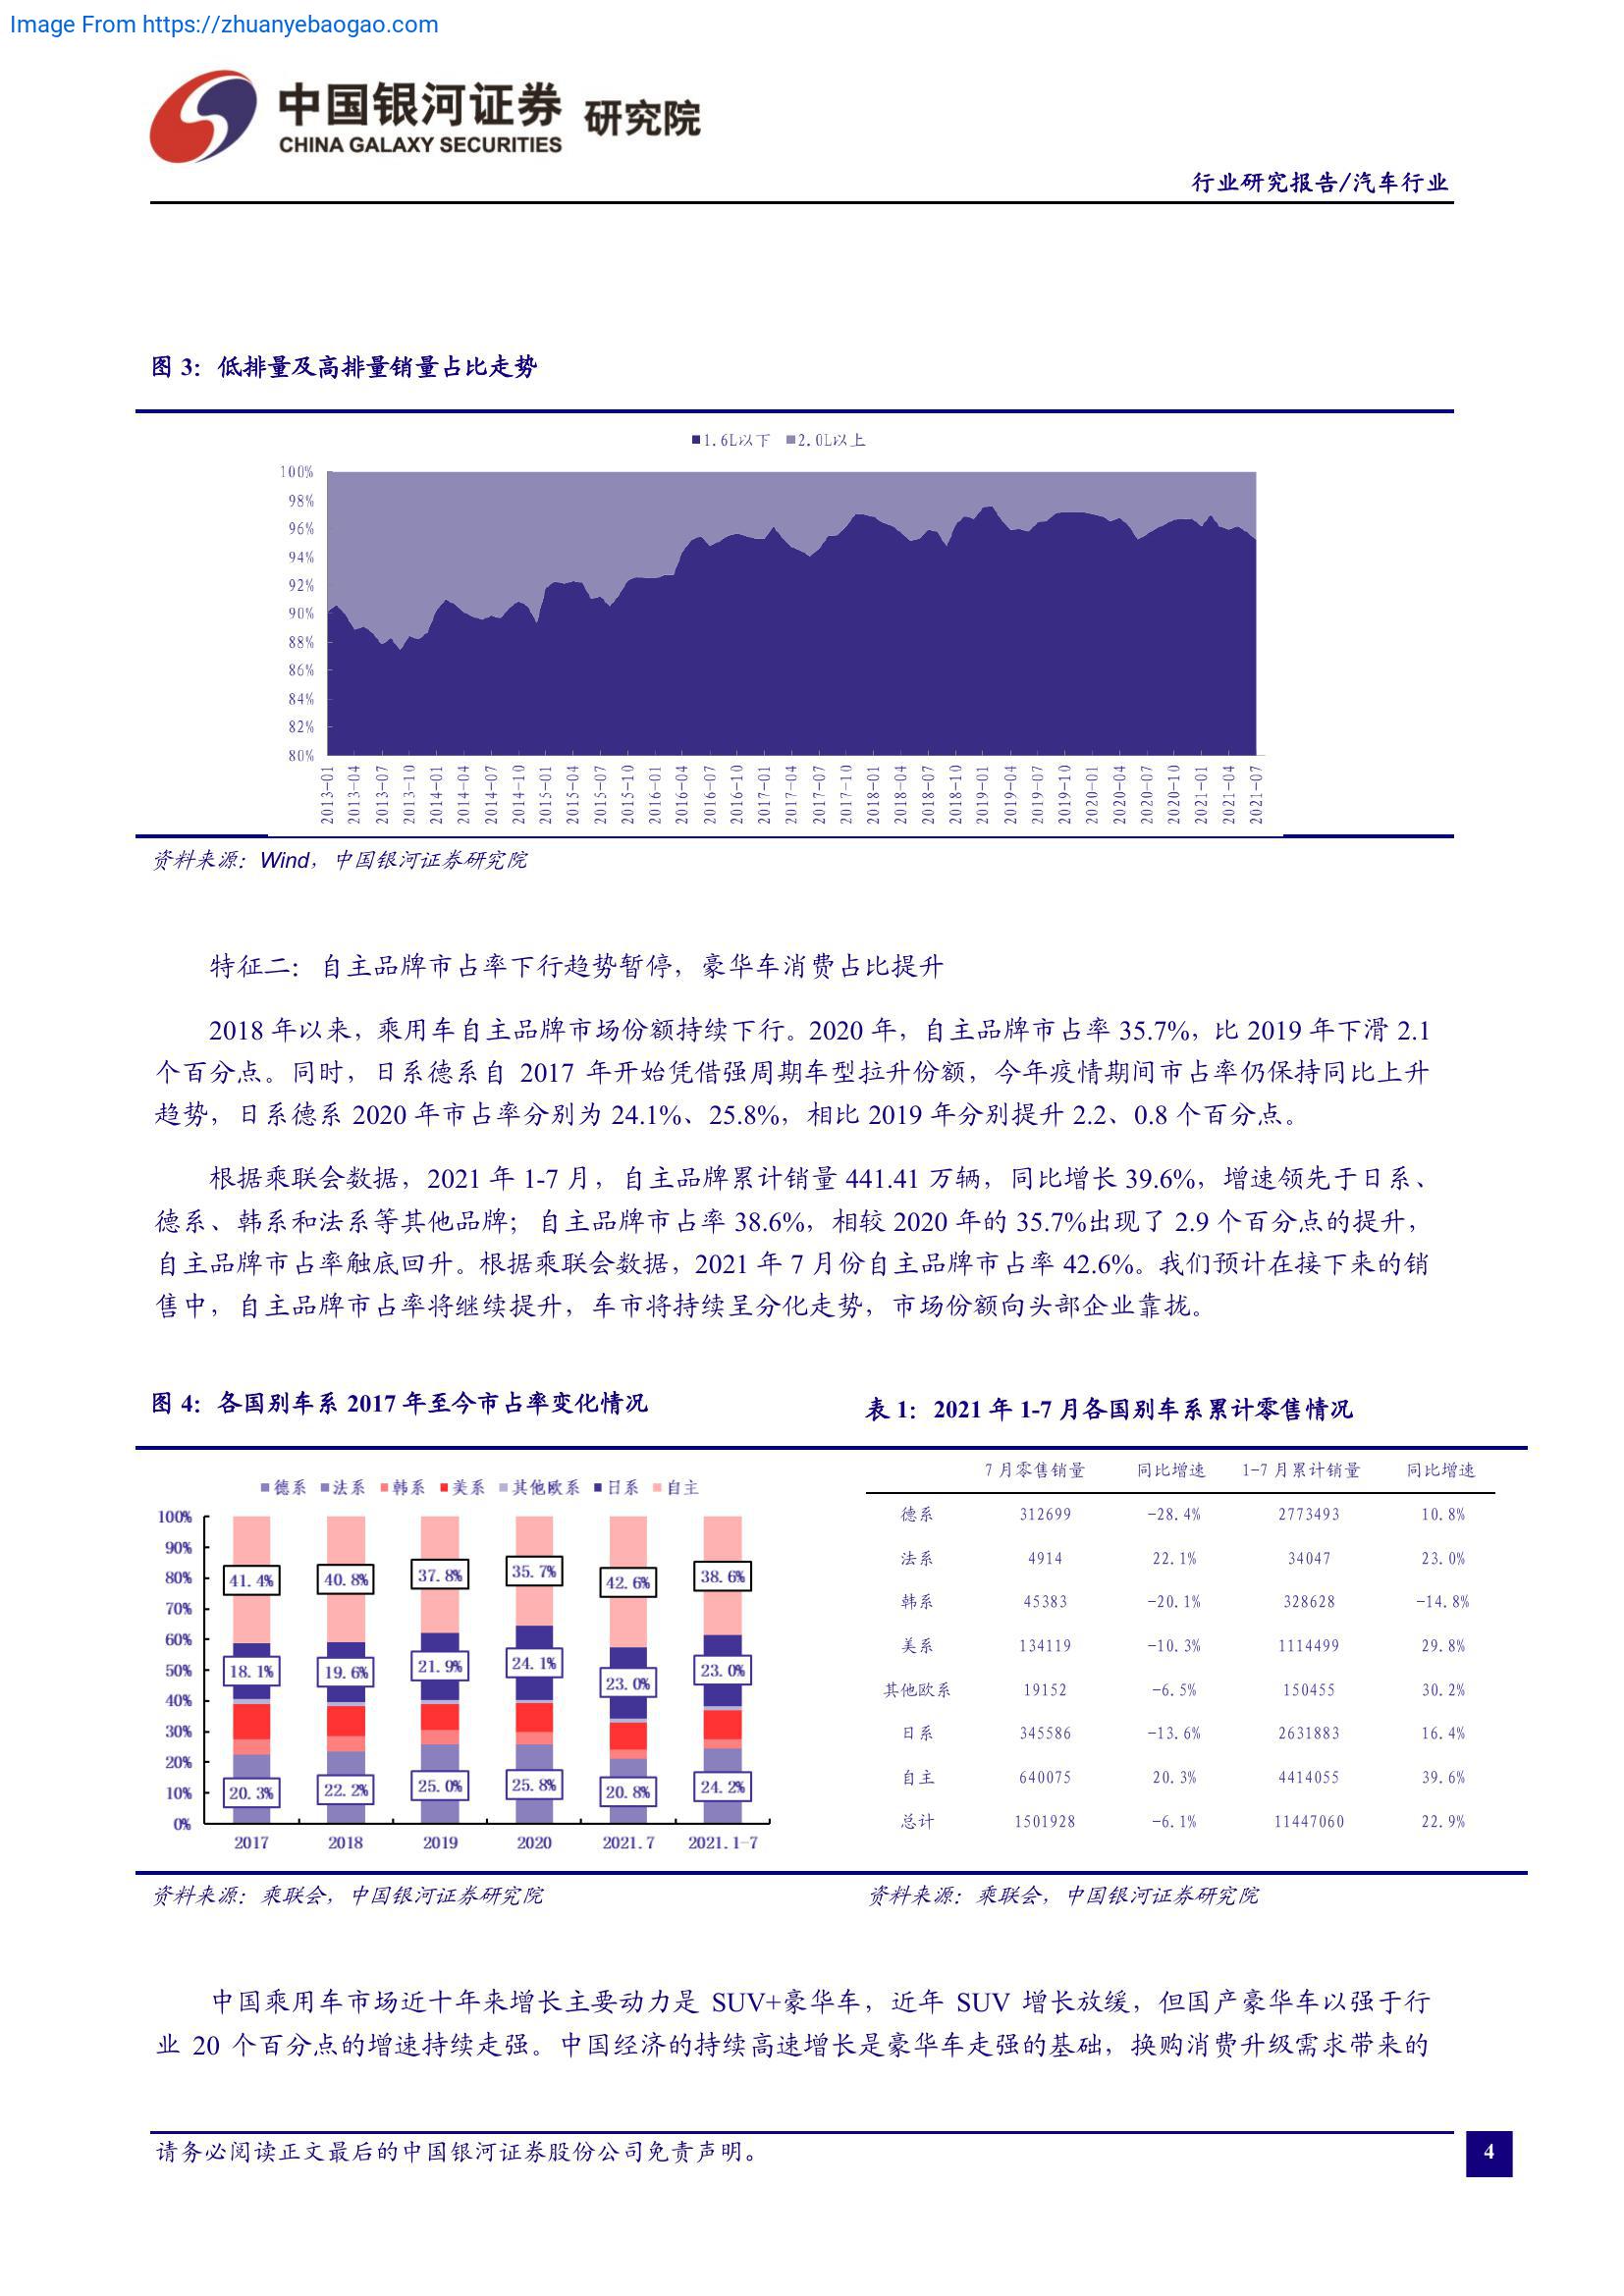 Image From https://zhuanyebaogao.com
中国银河证券 研究院
CHINA GALAXY SECURITIES
行业研究报告/汽车行业
图 3：低排量及高排量销量占比走势
1.6L以下 2.0L以上
100%
98%
96%
94%
92%
90%
88%
86%
84%
82%
80%
2013-01 2013-04 2013-07 2013-10 2014-01 2014-04 2014-07 2014-10 2015-01 2015-04 2015-07 2015-10 2016-01 2016-04 2016-07 2016-10 2017-01 2017-04 2017-07 2017-10 2018-01 2018-04 2018-07 2018-10 2019-01 2019-04 2019-07 2019-10 2020-01 2020-04 2020-07 2020-10 2021-01 2021-04 2021-07
资料来源：Wind，中国银河证券研究院
特征二：自主品牌市占率下行趋势暂停，豪华车消费占比提升
2018 年以来，乘用车自主品牌市场份额持续下行。2020 年，自主品牌市占率 35.7%，比 2019 年下滑 2.1
个百分点。同时，日系德系自 2017 年开始凭借强周期车型拉升份额，今年疫情期间市占率仍保持同比上升
趋势，日系德系 2020 年市占率分别为 24.1%、25.8%，相比 2019 年分别提升 2.2、0.8 个百分点。
根据乘联会数据，2021 年 1-7 月，自主品牌累计销量 441.41 万辆，同比增长 39.6%，增速领先于日系、
德系、韩系和法系等其他品牌；自主品牌市占率 38.6%，相较 2020 年的 35.7%出现了 2.9 个百分点的提升，
自主品牌市占率触底回升。根据乘联会数据，2021 年 7 月份自主品牌市占率 42.6%。我们预计在接下来的销
售中，自主品牌市占率将继续提升，车市将持续呈分化走势，市场份额向头部企业靠拢。
图 4：各国别车系 2017 年至今市占率变化情况
德系 法系 韩系 美系 其他欧系 日系 自主
100%
90%
80%
70%
60%
50%
40%
30%
20%
10%
0%
41.4% 40.8% 37.8% 35.7% 42.6% 38.6%
18.1% 19.6% 21.9% 24.1% 23.0% 23.0%
20.3% 22.2% 25.0% 25.8% 20.8% 24.2%
2017 2018 2019 2020 2021.7 2021.1-7
资料来源：乘联会，中国银河证券研究院
表 1：2021 年 1-7 月各国别车系累计零售情况
7 月零售销量 同比增速 1-7 月累计销量 同比增速
德系 312699 -28.4% 2773493 10.8%
法系 4914 22.1% 34047 23.0%
韩系 45383 -20.1% 328628 -14.8%
美系 134119 -10.3% 1114499 29.8%
其他欧系 19152 -6.5% 150455 30.2%
日系 345586 -13.6% 2631883 16.4%
自主 640075 20.3% 4414055 39.6%
总计 1501928 -6.1% 11447060 22.9%
资料来源：乘联会，中国银河证券研究院
中国乘用车市场近十年来增长主要动力是 SUV+豪华车，近年 SUV 增长放缓，但国产豪华车以强于行
业 20 个百分点的增速持续走强。中国经济的持续高速增长是豪华车走强的基础，换购消费升级需求带来的
请务必阅读正文最后的中国银河证券股份公司免责声明。
4